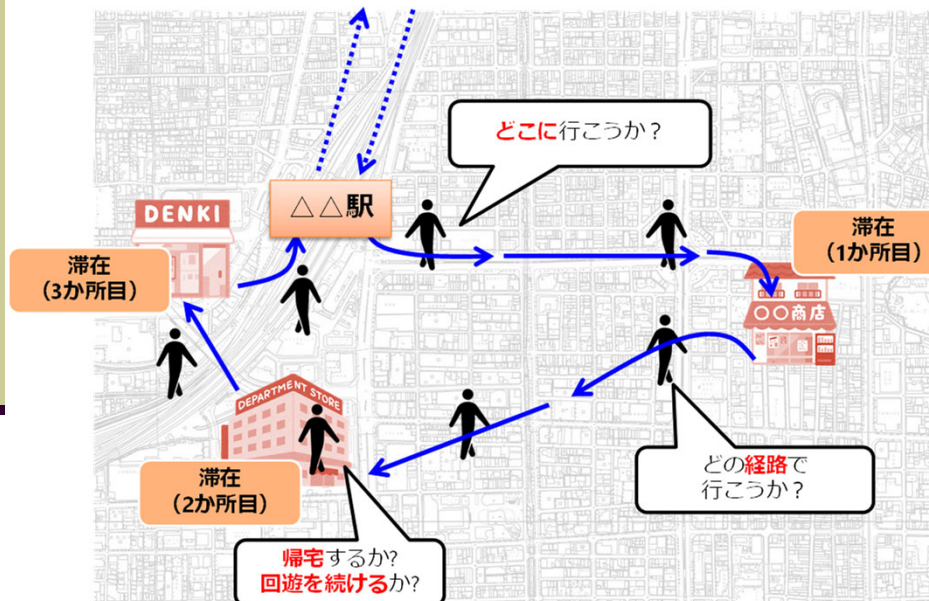 どこに行こうか？
△△駅
DENKI
滞在
(1か所目)
滞在
(3か所目)
〇〇商店
DEPARTMENT STORE
どの経路で
行こうか？
滞在
(2か所目)
帰宅するか?
回遊を続けるか?